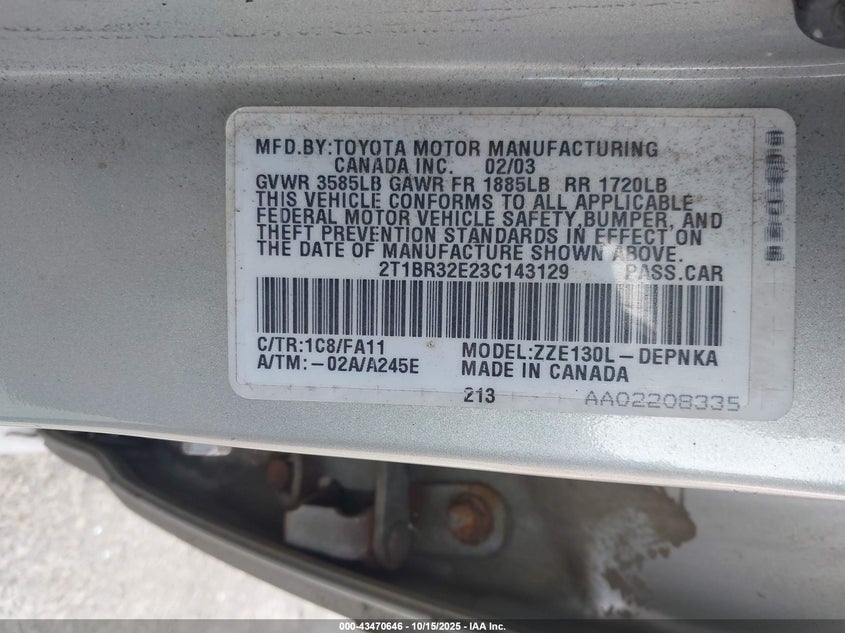 MFD.BY:TOYOTA MOTOR MANUFACTURING
CANADA INC. 02/03
GVWR 3585LB GAWR FR 1885LB RR 1720LB
THIS VEHICLE CONFORMS TO ALL APPLICABLE
FEDERAL MOTOR VEHICLE SAFETY,BUMPER, AND
THEFT PREVENTION STANDARDS IN EFFECT ON
THE DATE OF MANUFACTURE SHOWN ABOVE.
2T1BR32E23C143129 PASS.CAR
C/TR:1C8/FA11 MODEL:ZZE130L-DEPNKA
A/TM:-02A/A245E MADE IN CANADA
213 AA02208335
000-43470646 | 10/15/2025 - IAA Inc.